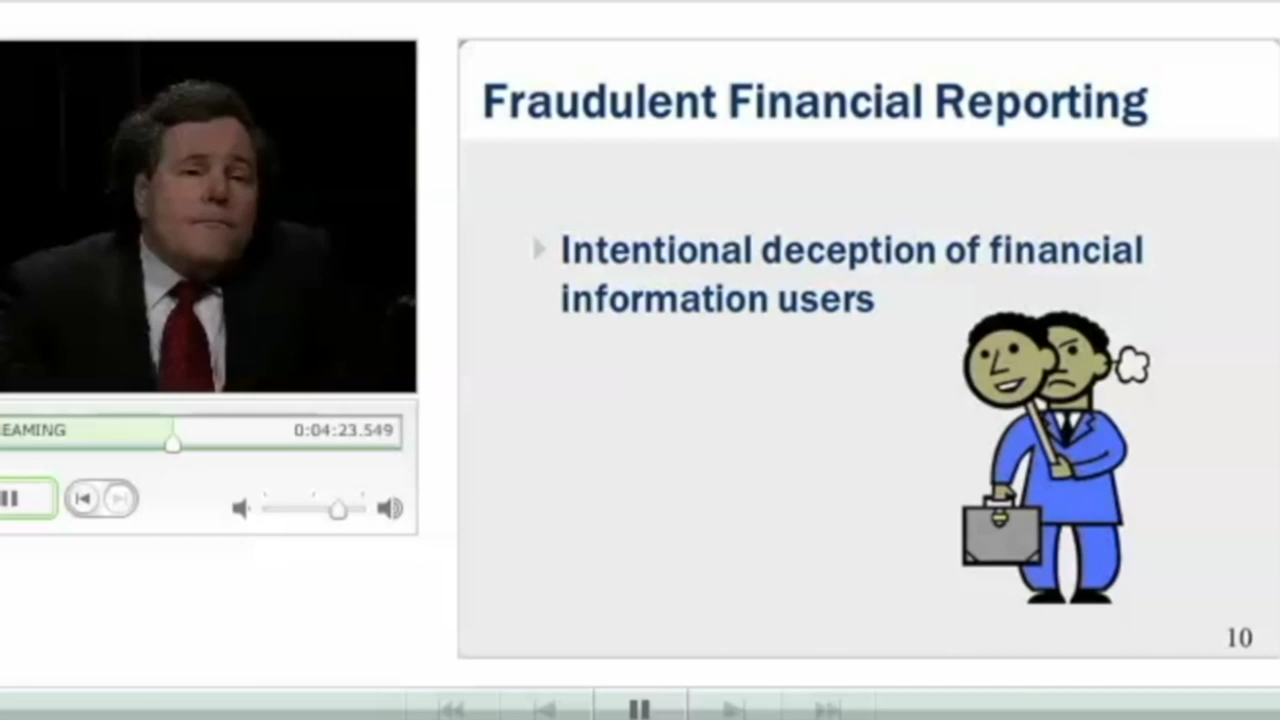 Fraudulent Financial Reporting
Intentional deception of financial
information users
EAMING
0:04:23.549
10